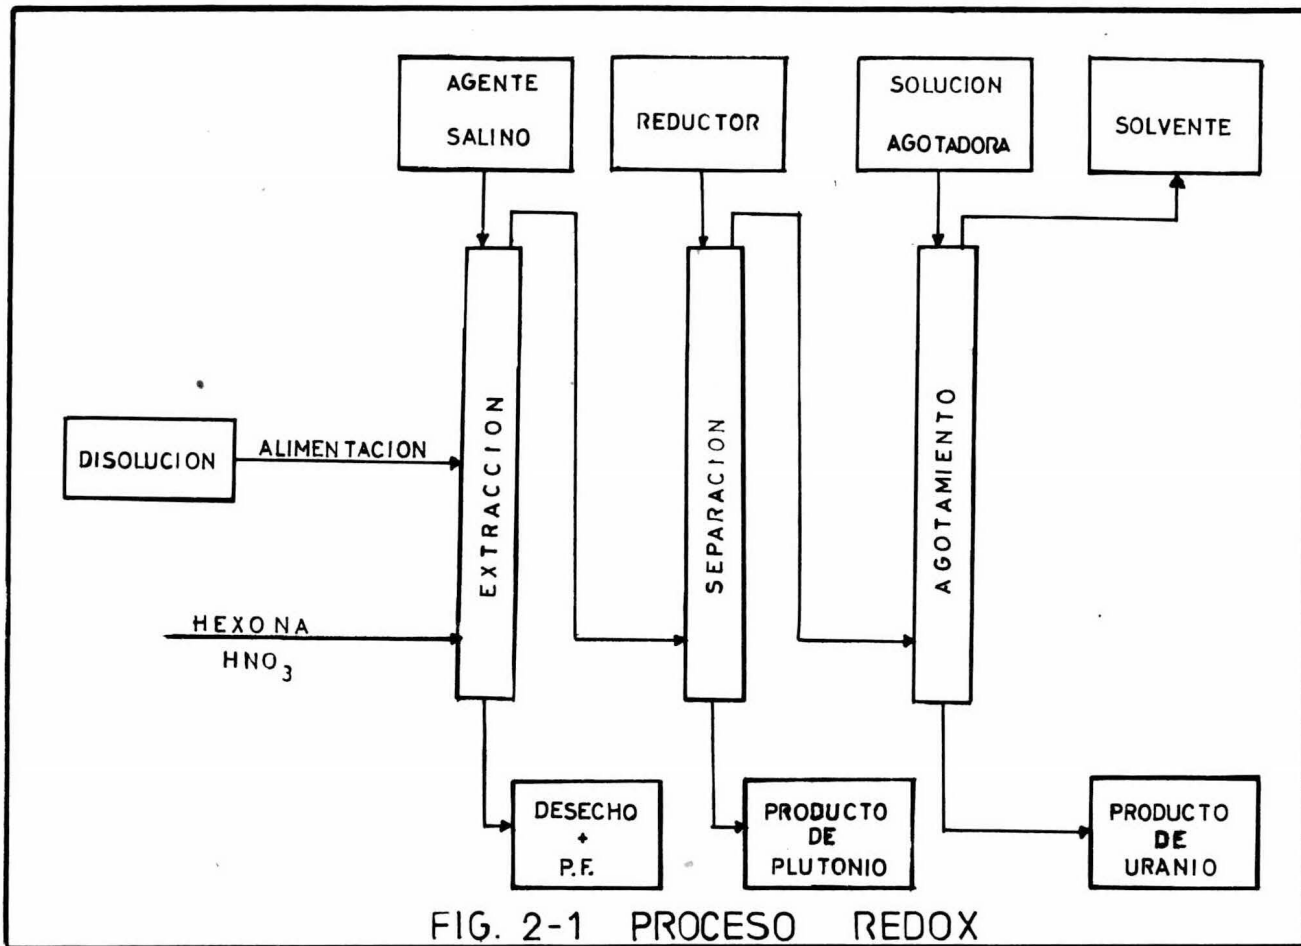 AGENTE
SALINO
REDUCTOR
SOLUCION
AGOTADORA
SOLVENTE
DISOLUCION
ALIMENTACION
HEXONA
HNO₃
EXTRACCION
SEPARACION
AGOTAMIENTO
DESECHO
+
P.F.
PRODUCTO
DE
PLUTONIO
PRODUCTO
DE
URANIO
FIG. 2-1 PROCESO REDOX